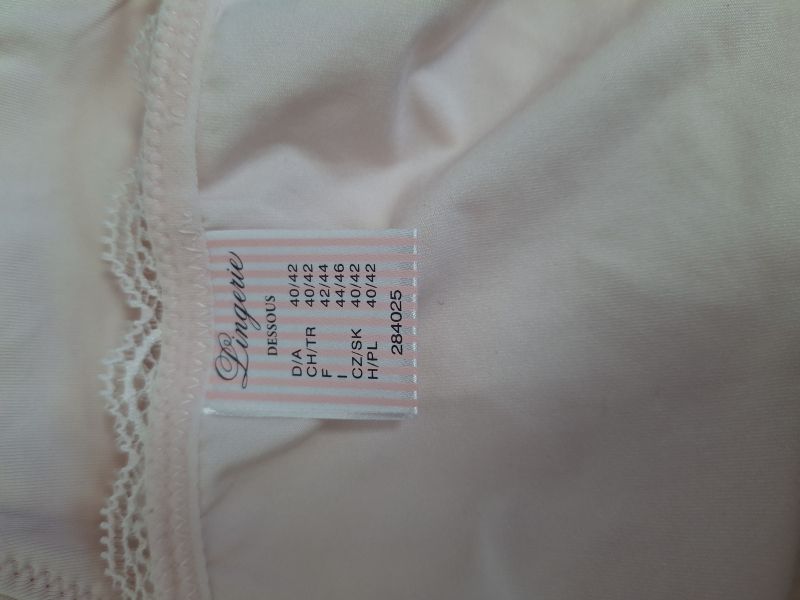 Lingerie
DESSOUS
D/A 40/42
CH/TR 40/42
F 42/44
I 44/46
CZ/SK 40/42
H/PL 40/42
284025